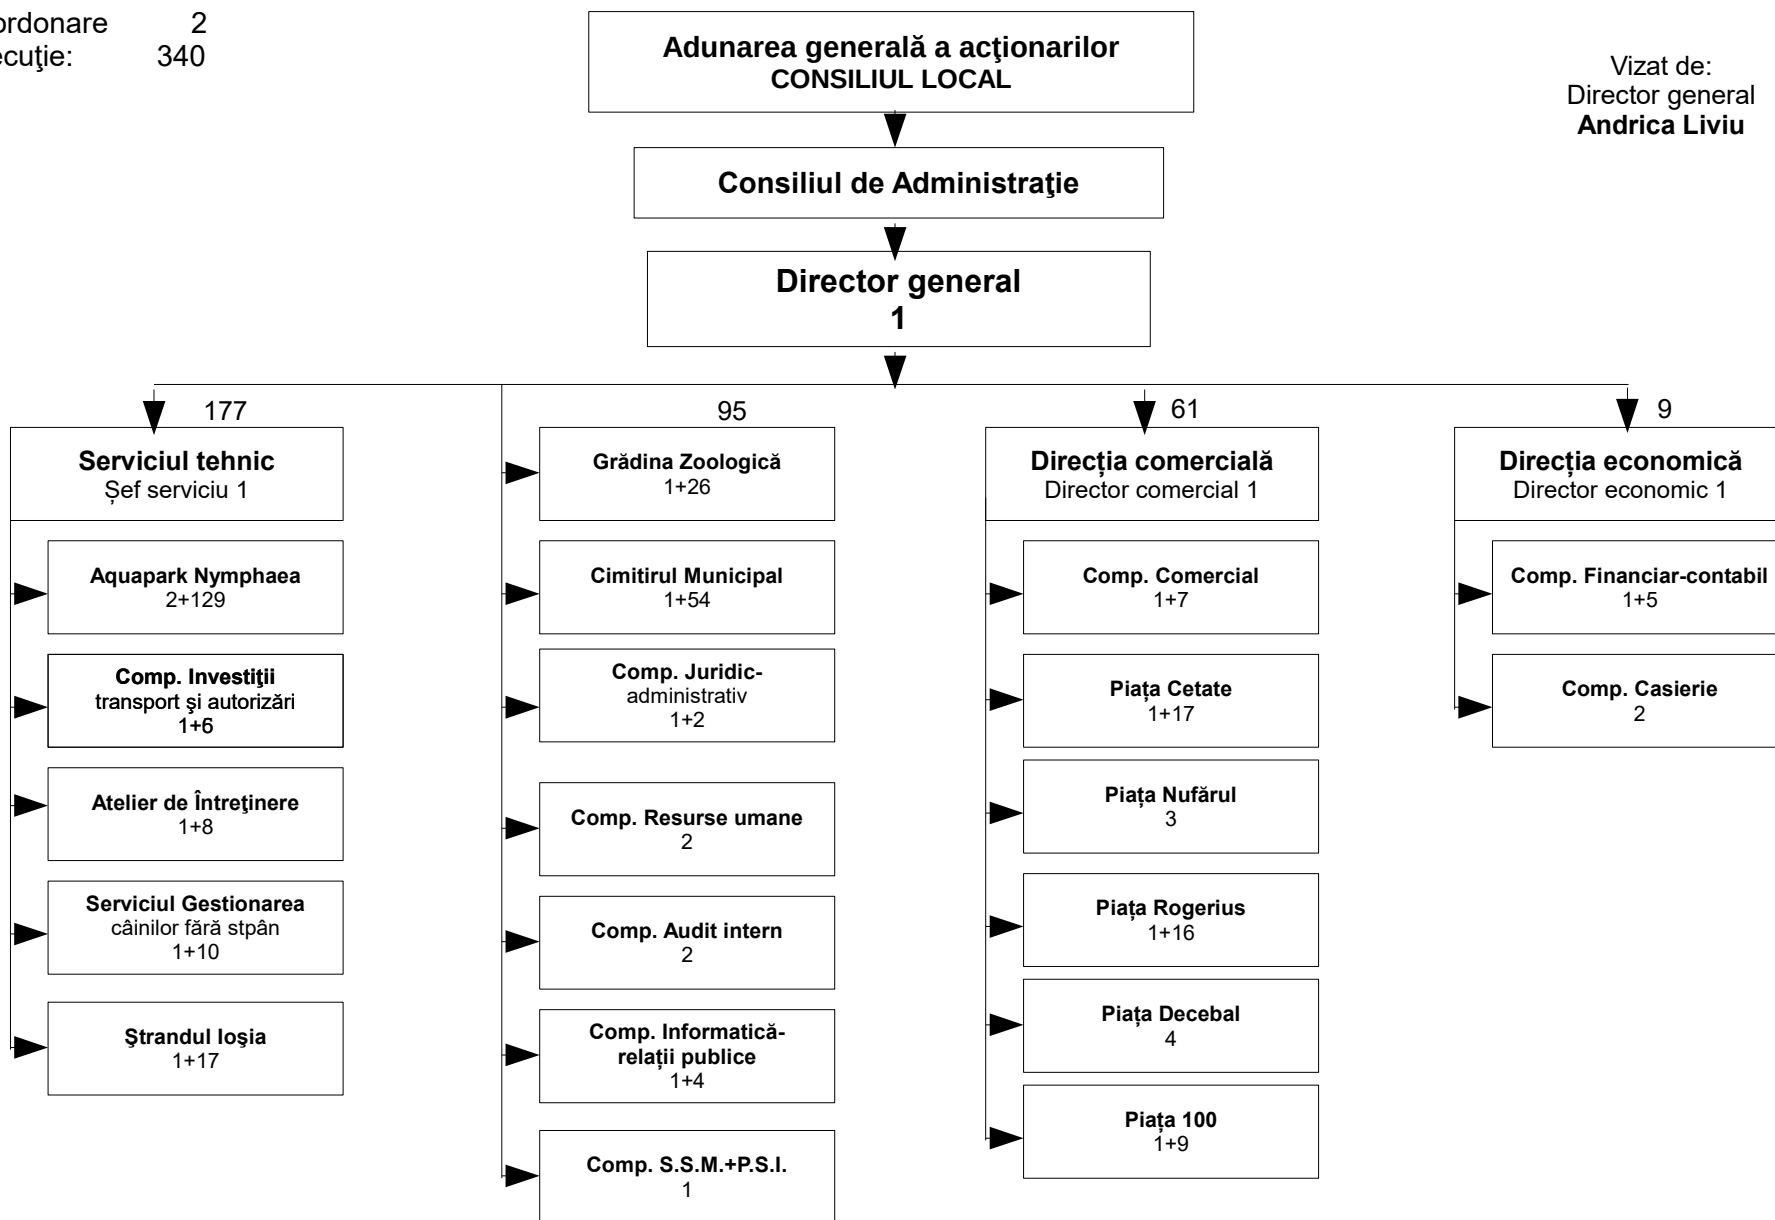 ordonare 2
ecuţie: 340
Adunarea generală a acţionarilor
CONSILIUL LOCAL
Vizat de:
Director general
Andrica Liviu
Consiliul de Administraţie
Director general
1
177
Serviciul tehnic
Șef serviciu 1
Aquapark Nymphaea
2+129
Comp. Investiţii
transport şi autorizări
1+6
Atelier de Întreţinere
1+8
Serviciul Gestionarea
câinilor fără stpân
1+10
Ştrandul Ioşia
1+17
95
Grădina Zoologică
1+26
Cimitirul Municipal
1+54
Comp. Juridic-
administrativ
1+2
Comp. Resurse umane
2
Comp. Audit intern
2
Comp. Informatică-
relații publice
1+4
Comp. S.S.M.+P.S.I.
1
61
Direcția comercială
Director comercial 1
Comp. Comercial
1+7
Piața Cetate
1+17
Piața Nufărul
3
Piața Rogerius
1+16
Piața Decebal
4
Piața 100
1+9
9
Direcția economică
Director economic 1
Comp. Financiar-contabil
1+5
Comp. Casierie
2